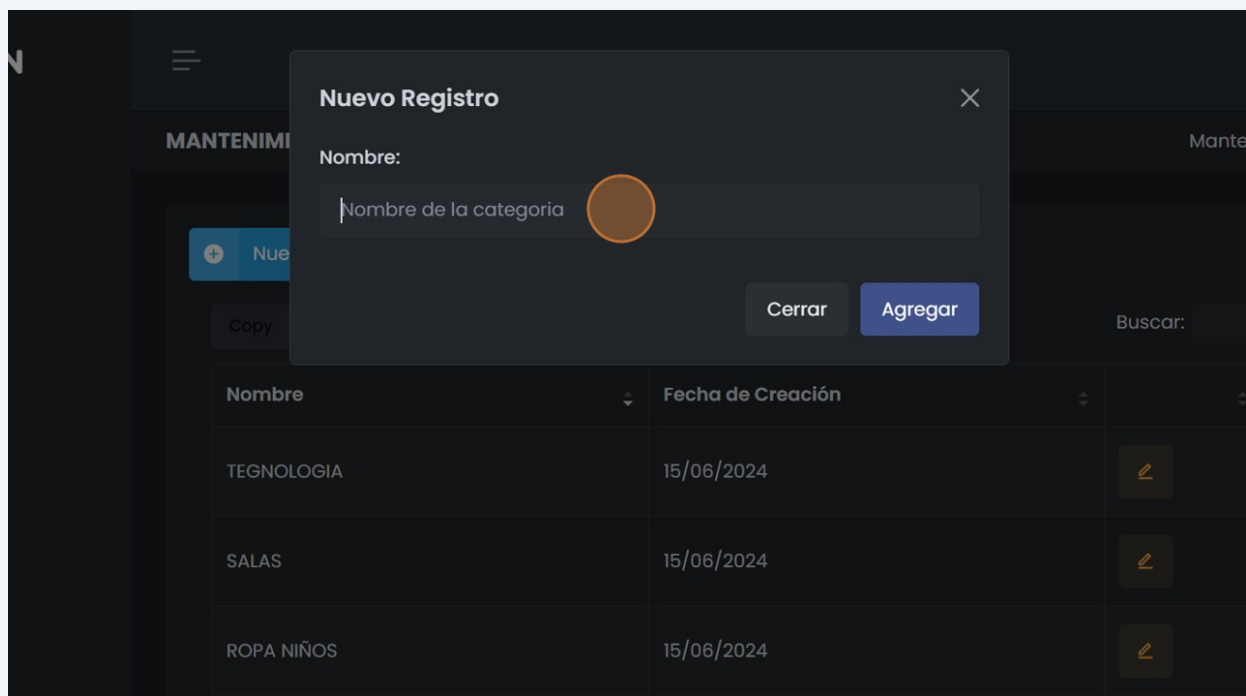 N
Nuevo Registro
MANTENIMI
Mante
Nombre:
Nombre de la categoria
Nue
Cerrar
Agregar
Copy
Buscar:
Nombre
Fecha de Creación
TEGNOLOGIA
15/06/2024
SALAS
15/06/2024
ROPA NIÑOS
15/06/2024